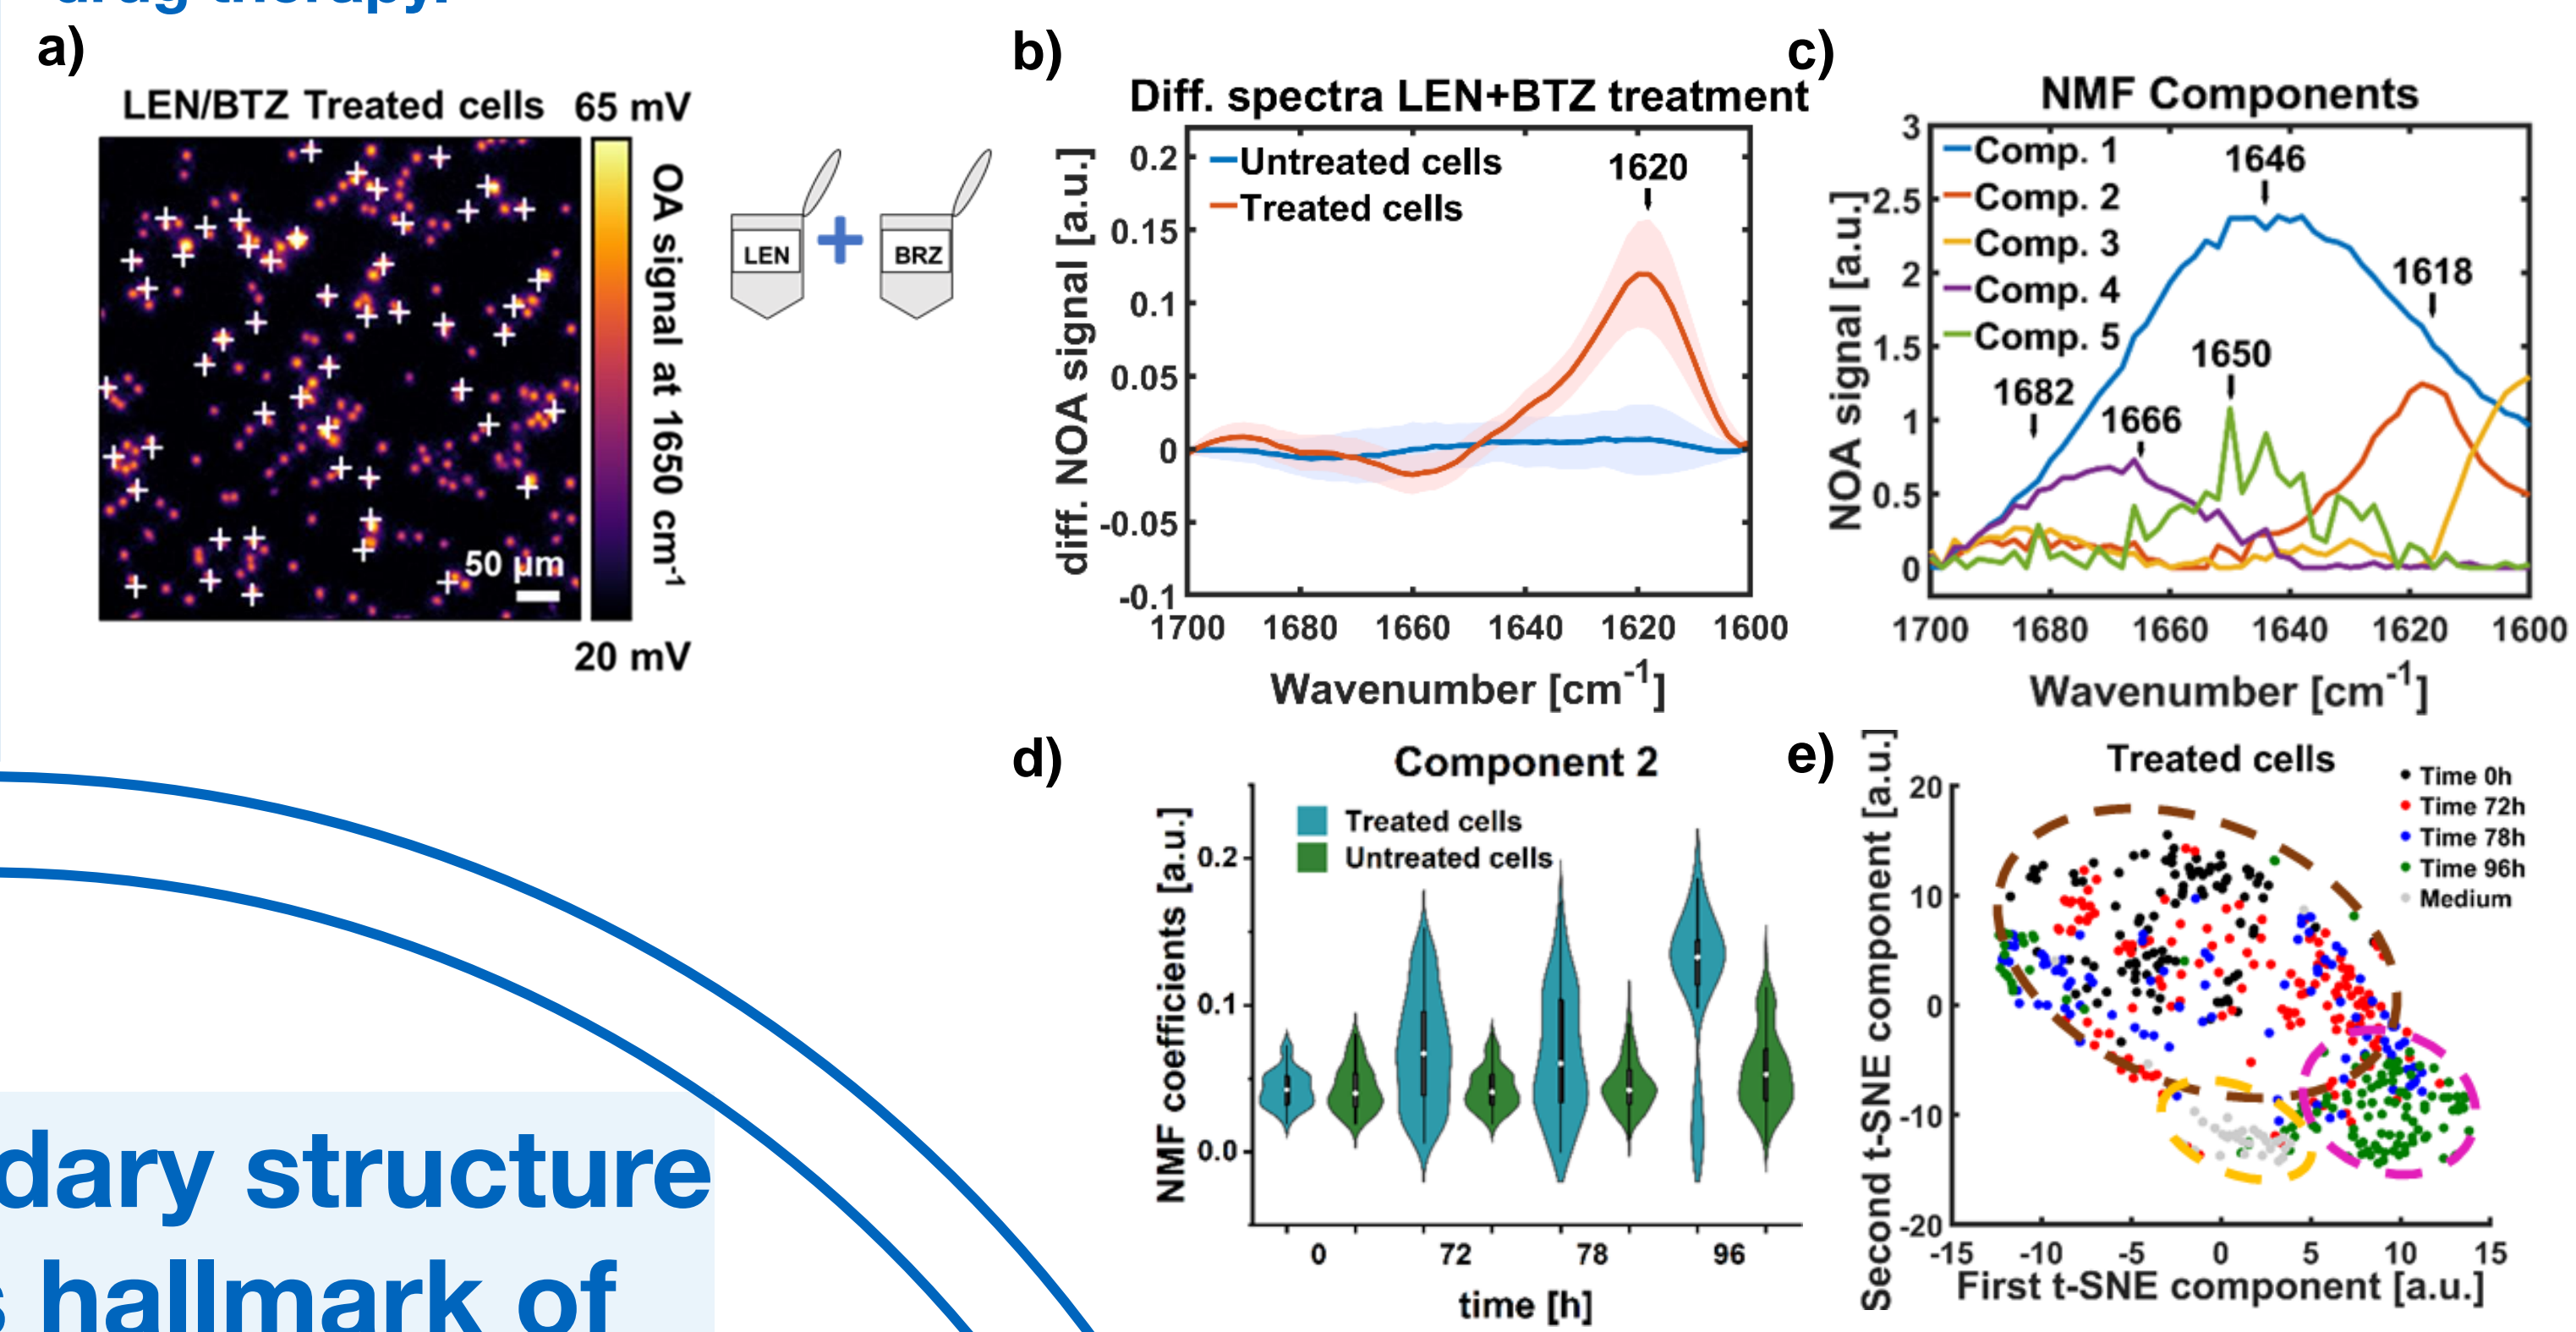 drug therapy.
a)
LEN/BTZ Treated cells
65 mV
OA signal at 1650 cm-1
20 mV
50 µm
LEN
BRZ
b)
Diff. spectra LEN+BTZ treatment
Untreated cells
Treated cells
1620
diff. NOA signal [a.u.]
0.2
0.15
0.1
0.05
0
-0.05
-0.1
1700 1680 1660 1640 1620 1600
Wavenumber [cm-1]
c)
NMF Components
Comp. 1
Comp. 2
Comp. 3
Comp. 4
Comp. 5
1646
1618
1650
1682
1666
NOA signal [a.u.]
3
2.5
2
1.5
1
0.5
0
1700 1680 1660 1640 1620 1600
Wavenumber [cm-1]
d)
Component 2
Treated cells
Untreated cells
NMF coefficients [a.u.]
0.2
0.1
0.0
0 72 78 96
time [h]
e)
Treated cells
Time 0h
Time 72h
Time 78h
Time 96h
Medium
Second t-SNE component [a.u.]
20
10
0
-10
-20
-15 -10 -5 0 5 10 15
First t-SNE component [a.u.]
dary structure
s hallmark of